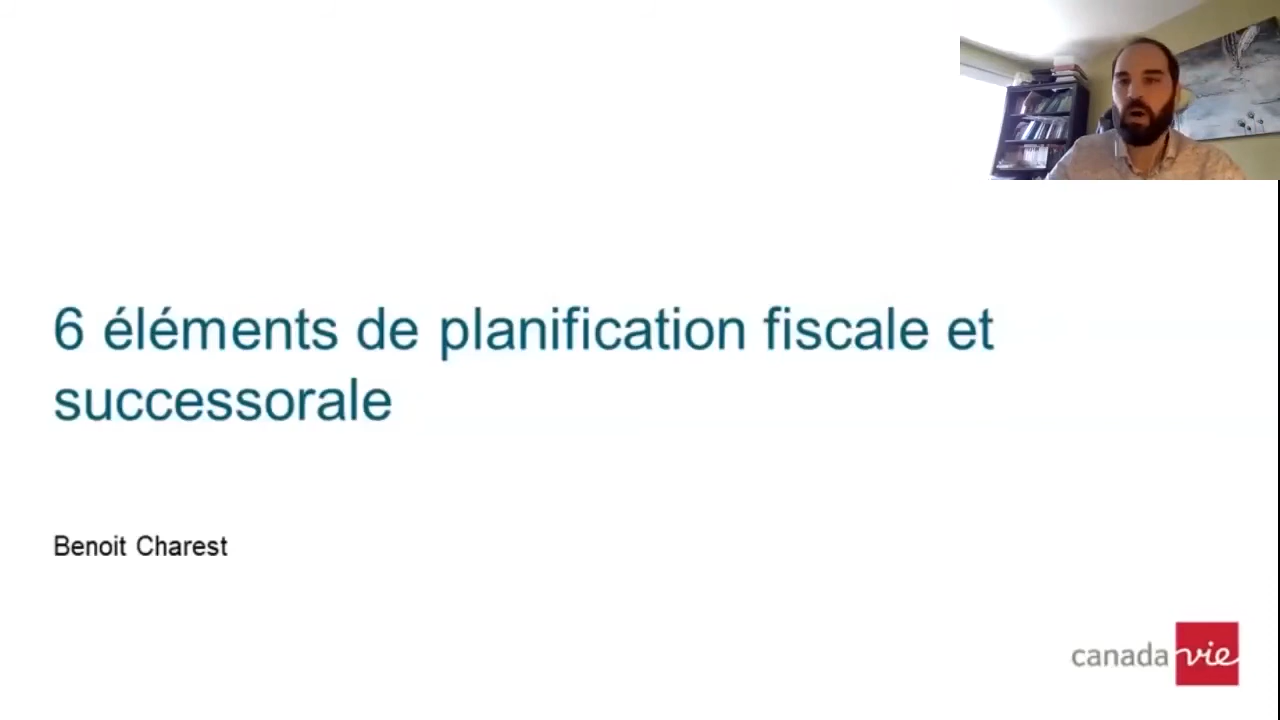 6 éléments de planification fiscale et
successorale
Benoit Charest
canada vie